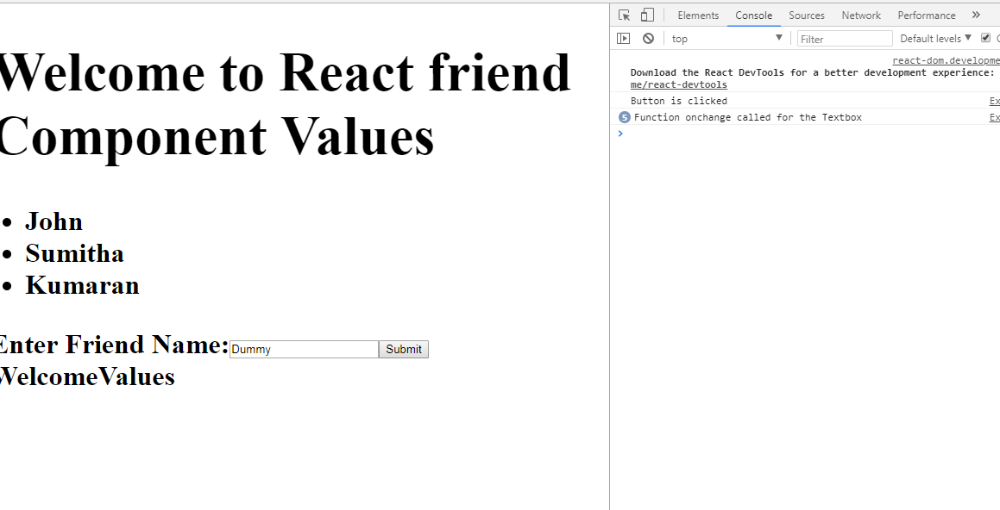 Welcome to React friend
Component Values
John
Sumitha
Kumaran
Enter Friend Name:Dummy Submit
WelcomeValues
Elements Console Sources Network Performance »
top ▼ Filter Default levels ▼
react-dom.developme
Download the React DevTools for a better development experience:
me/react-devtools
Button is clicked Ex
5 Function onchange called for the Textbox Ex
>